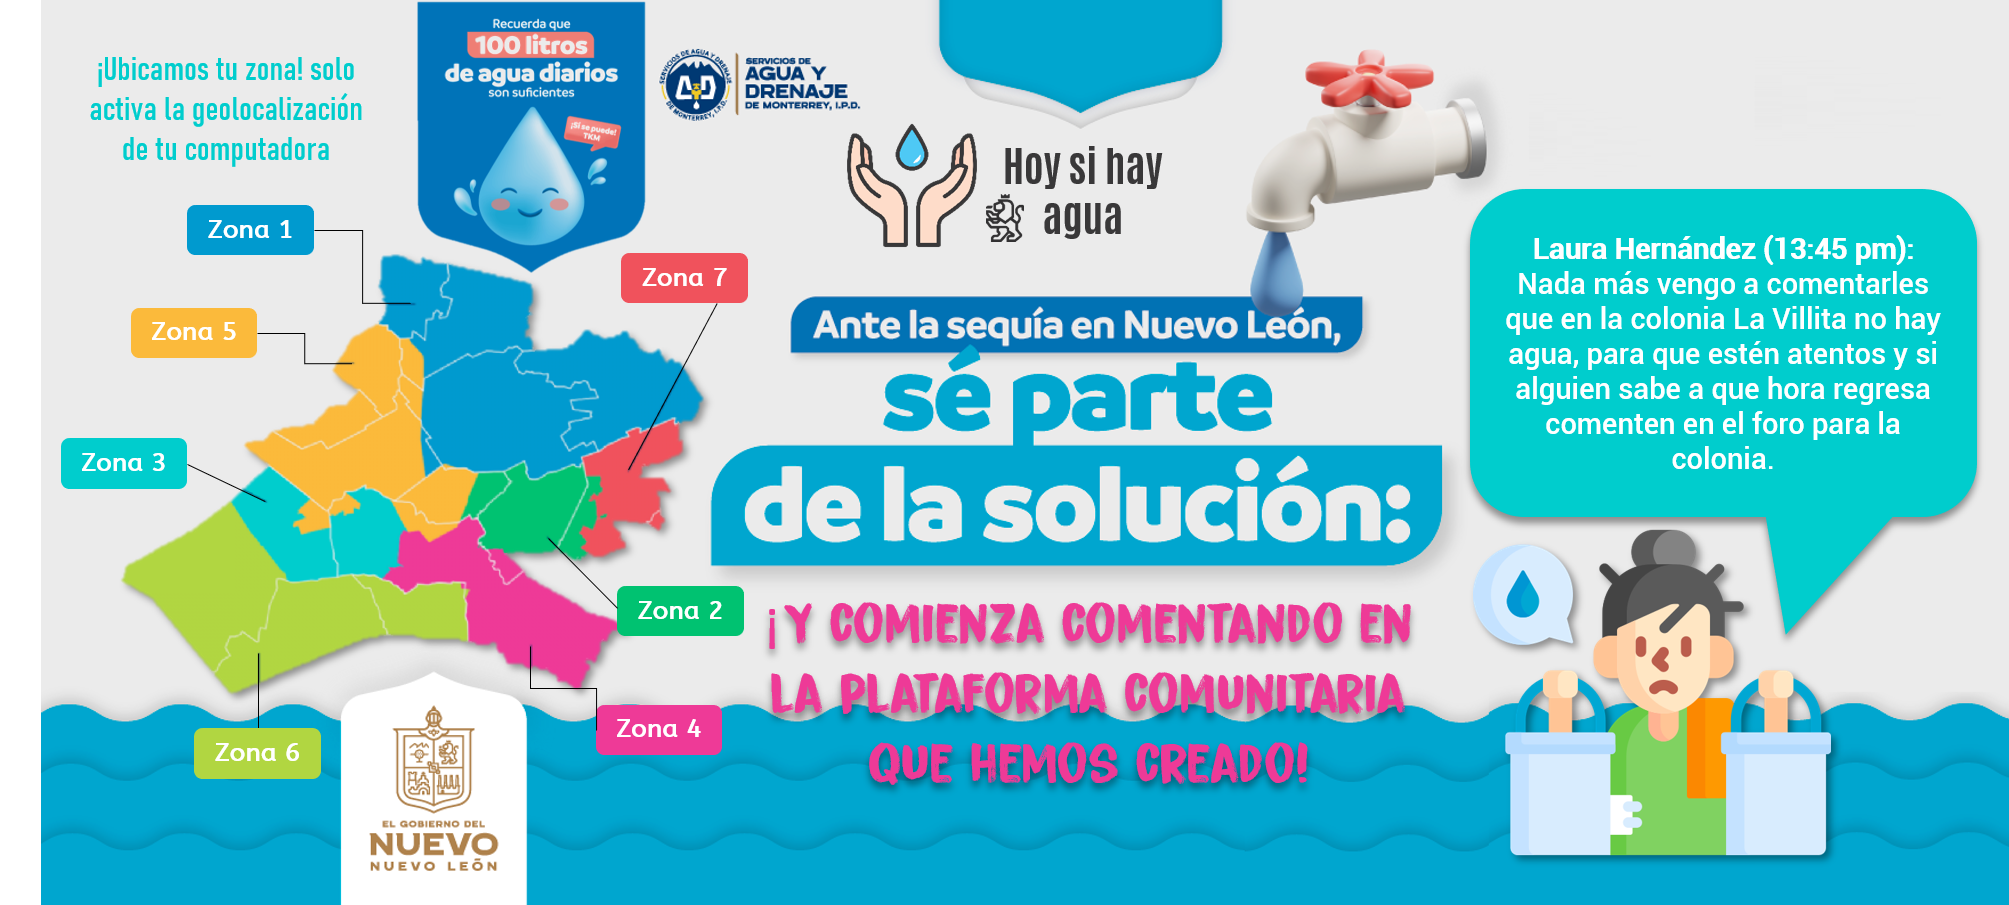 ¡Ubicamos tu zona! solo
activa la geolocalización
de tu computadora
Recuerda que
100 litros
de agua diarios
son suficientes
¡Sí se puede!
TKM
SERVICIOS DE AGUA Y DRENAJE
DE MONTERREY, I.P.D.
AyD
SERVICIOS DE
AGUA Y
DRENAJE
DE MONTERREY, I.P.D.
Hoy si hay
agua
Zona 1
Zona 7
Zona 5
Zona 3
Zona 2
Zona 4
Zona 6
Ante la sequía en Nuevo León,
sé parte
de la solución:
¡Y COMIENZA COMENTANDO EN
LA PLATAFORMA COMUNITARIA
QUE HEMOS CREADO!
Laura Hernández (13:45 pm):
Nada más vengo a comentarles
que en la colonia La Villita no hay
agua, para que estén atentos y si
alguien sabe a que hora regresa
comenten en el foro para la
colonia.
EL GOBIERNO DEL
NUEVO
NUEVO LEÓN